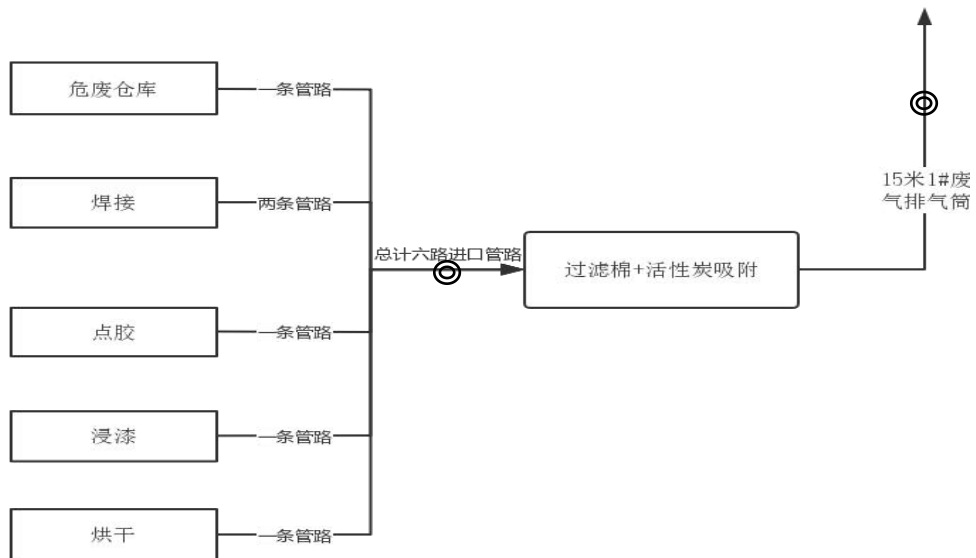 危废仓库
一条管路
焊接
两条管路
总计六路进口管路
过滤棉+活性炭吸附
15米1#废
气排气筒
点胶
一条管路
浸漆
一条管路
烘干
一条管路